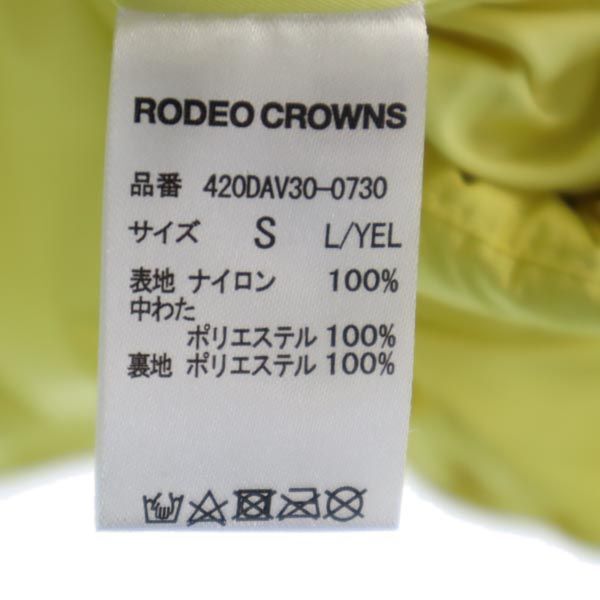 RODEO CROWNS
品番 420DAV30-0730
サイズ S L/YEL
表地 ナイロン 100%
中わた
ポリエステル 100%
裏地 ポリエステル 100%